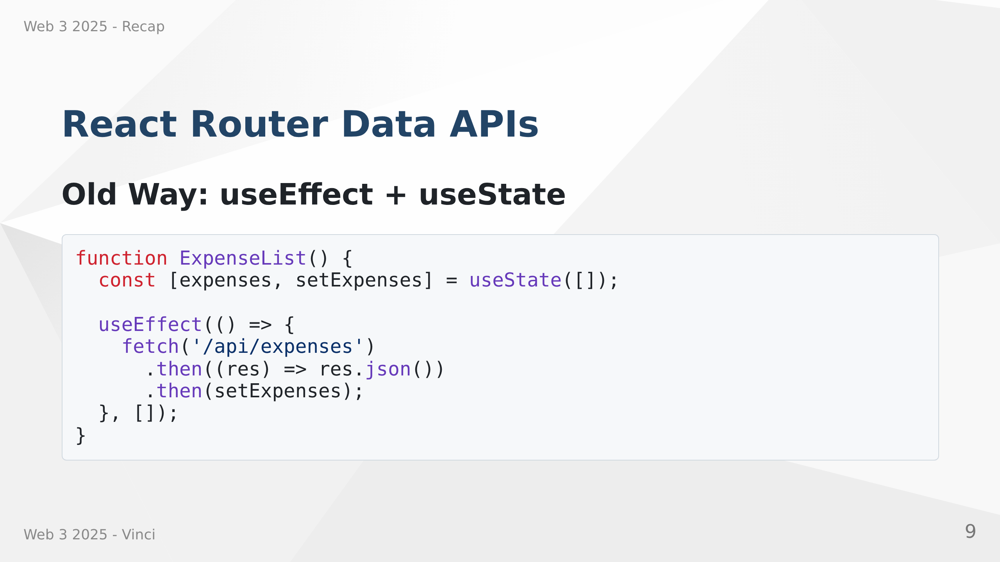 Web 3 2025 - Recap
React Router Data APIs
Old Way: useEffect + useState
function ExpenseList() {
  const [expenses, setExpenses] = useState([]);

  useEffect(() => {
    fetch('/api/expenses')
      .then((res) => res.json())
      .then(setExpenses);
  }, []);
}
Web 3 2025 - Vinci
9